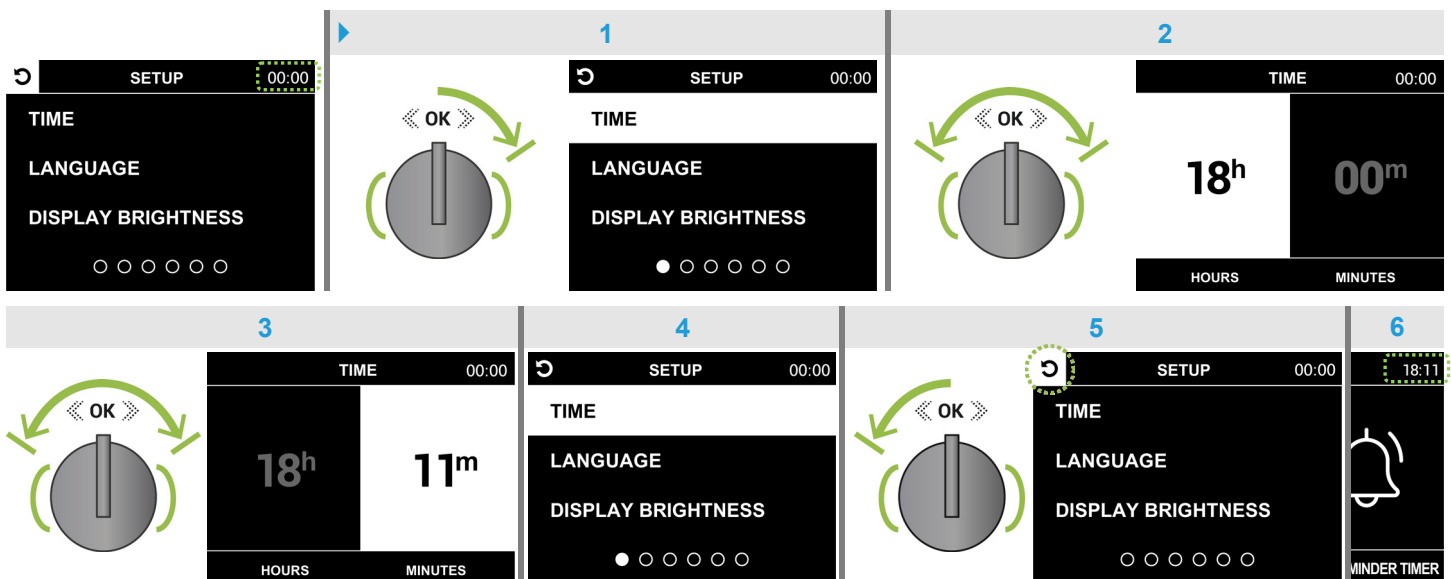 1
2
SETUP 00:00
TIME
LANGUAGE
DISPLAY BRIGHTNESS
OK
SETUP 00:00
TIME
LANGUAGE
DISPLAY BRIGHTNESS
OK
TIME 00:00
18h 00m
HOURS MINUTES
3
4
5
6
OK
TIME 00:00
18h 11m
HOURS MINUTES
SETUP 00:00
TIME
LANGUAGE
DISPLAY BRIGHTNESS
OK
SETUP 00:00
TIME
LANGUAGE
DISPLAY BRIGHTNESS
18:11
MINDER TIMER